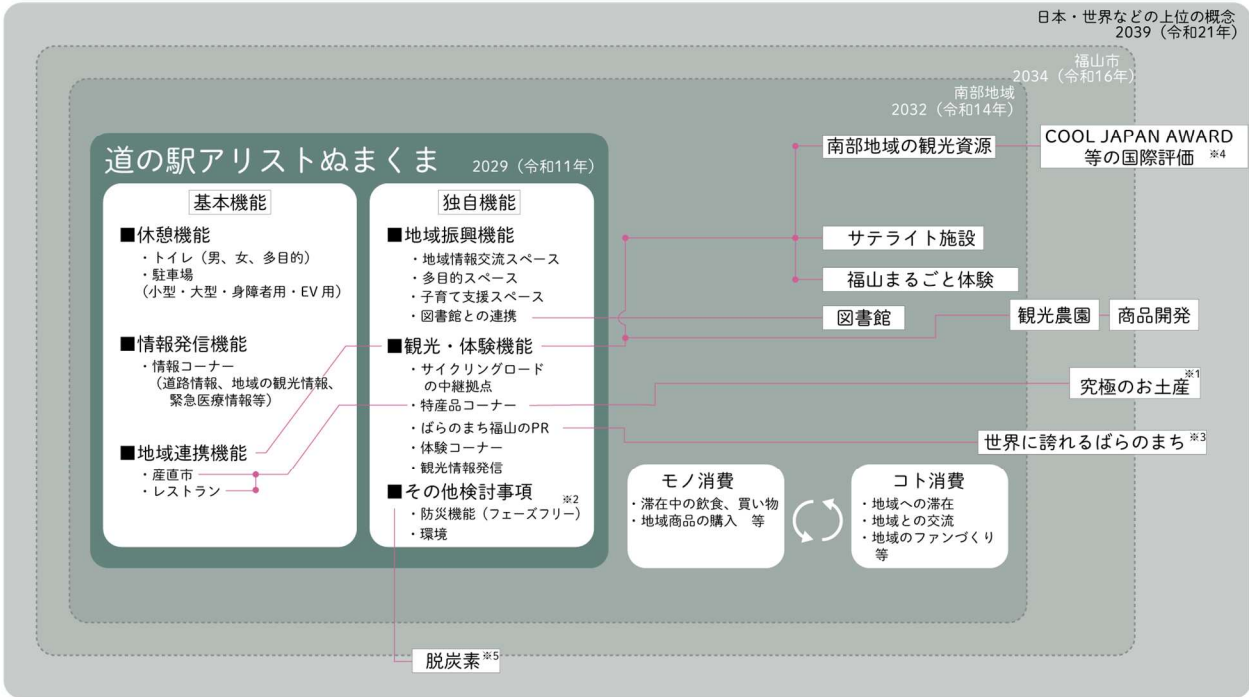 日本・世界などの上位の概念
2039（令和21年）
福山市
2034（令和16年）
南部地域
2032（令和14年）
道の駅アリストぬまくま 2029（令和11年）
基本機能
■休憩機能
・トイレ（男、女、多目的）
・駐車場
（小型・大型・身障者用・EV用）
■情報発信機能
・情報コーナー
（道路情報、地域の観光情報、
緊急医療情報等）
■地域連携機能
・産直市
・レストラン
独自機能
■地域振興機能
・地域情報交流スペース
・多目的スペース
・子育て支援スペース
・図書館との連携
■観光・体験機能
・サイクリングロード
の中継拠点
・特産品コーナー
・ばらのまち福山のPR
・体験コーナー
・観光情報発信
■その他検討事項
・防災機能（フェーズフリー）※2
・環境
南部地域の観光資源
COOL JAPAN AWARD
等の国際評価 ※4
サテライト施設
福山まるごと体験
図書館
観光農園
商品開発
究極のお土産※1
世界に誇れるばらのまち※3
モノ消費
・滞在中の飲食、買い物
・地域商品の購入 等
コト消費
・地域への滞在
・地域との交流
・地域のファンづくり
等
脱炭素※5